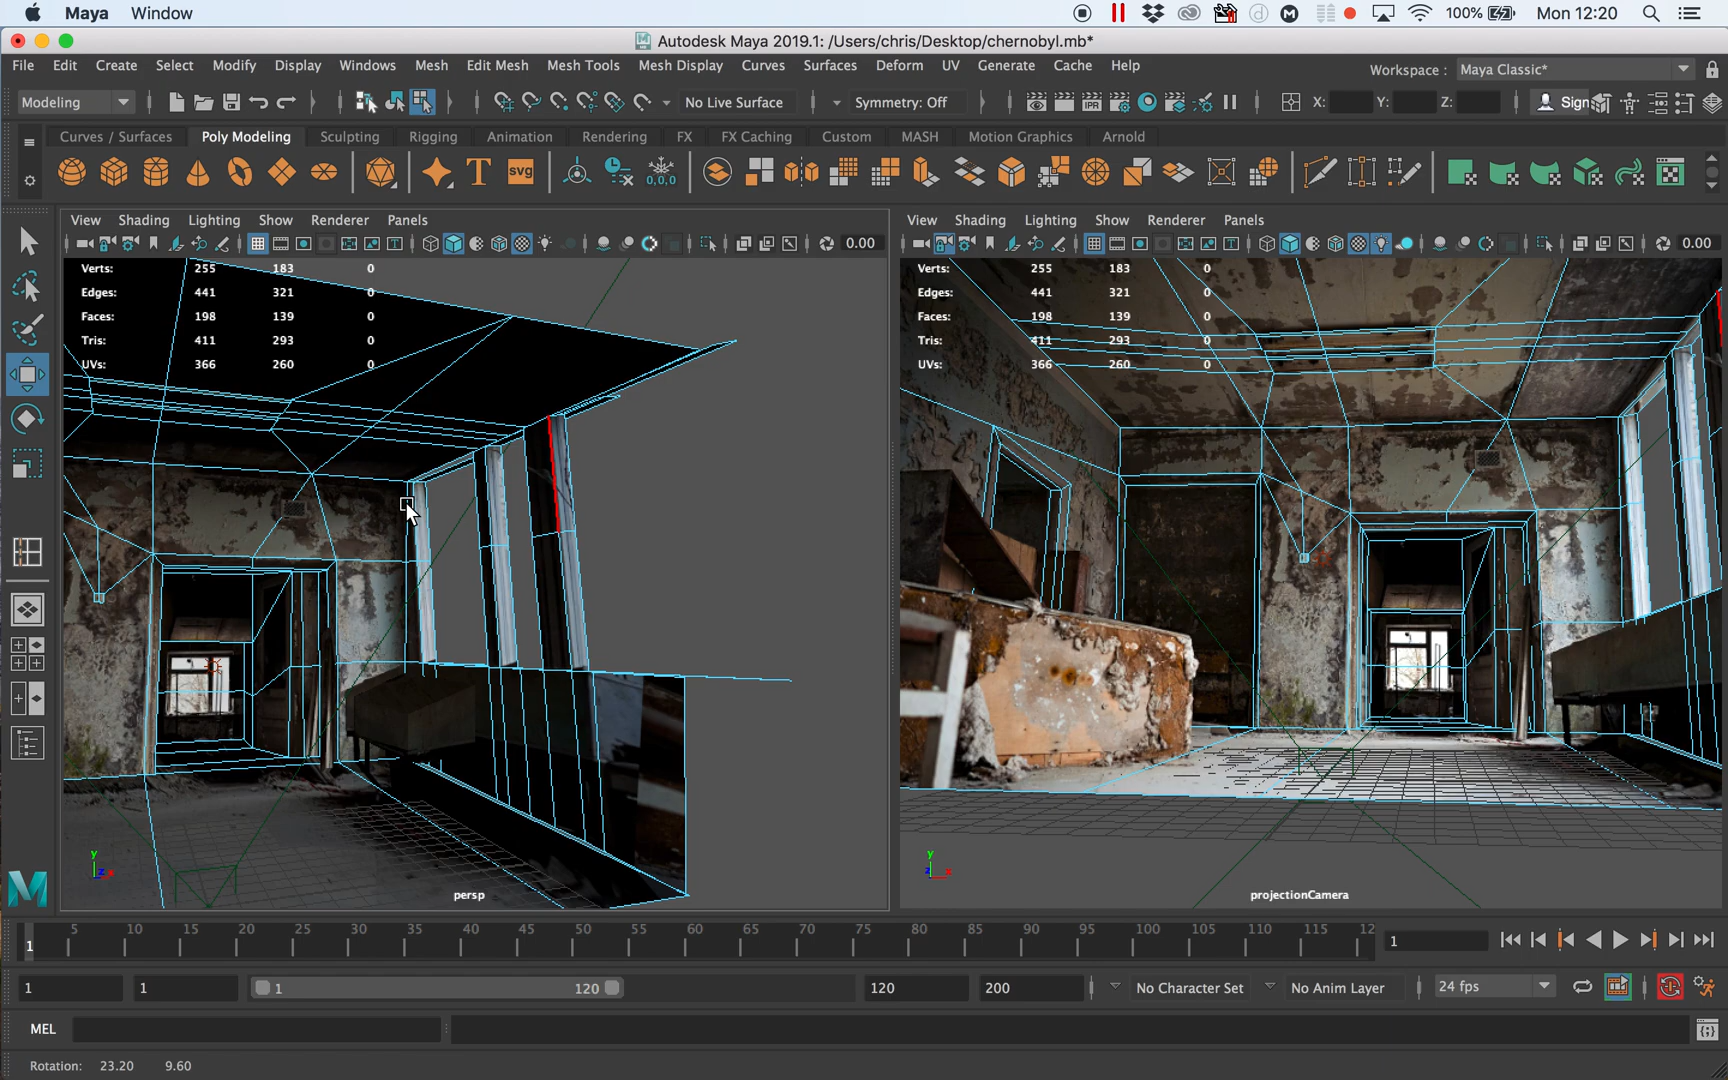 Maya Window 100% Mon 12:20
Autodesk Maya 2019.1: /Users/chris/Desktop/chernobyl.mb*
File Edit Create Select Modify Display Windows Mesh Edit Mesh Mesh Tools Mesh Display Curves Surfaces Deform UV Generate Cache Help Workspace : Maya Classic*
Modeling No Live Surface Symmetry: Off IPR X: Y: Z: Sign
Curves / Surfaces Poly Modeling Sculpting Rigging Animation Rendering FX FX Caching Custom MASH Motion Graphics Arnold
T svg 0,0,0
View Shading Lighting Show Renderer Panels View Shading Lighting Show Renderer Panels
0.00 0.00
Verts: 255 183 0 Verts: 255 183 0
Edges: 441 321 0 Edges: 441 321 0
Faces: 198 139 0 Faces: 198 139 0
Tris: 411 293 0 Tris: 411 293 0
UVs: 366 260 0 UVs: 366 260 0
y z x y z x
persp projectionCamera
1 5 10 15 20 25 30 35 40 45 50 55 60 65 70 75 80 85 90 95 100 105 110 115 12 1
1 1 1 120 120 200 No Character Set No Anim Layer 24 fps
MEL
Rotation: 23.20 9.60